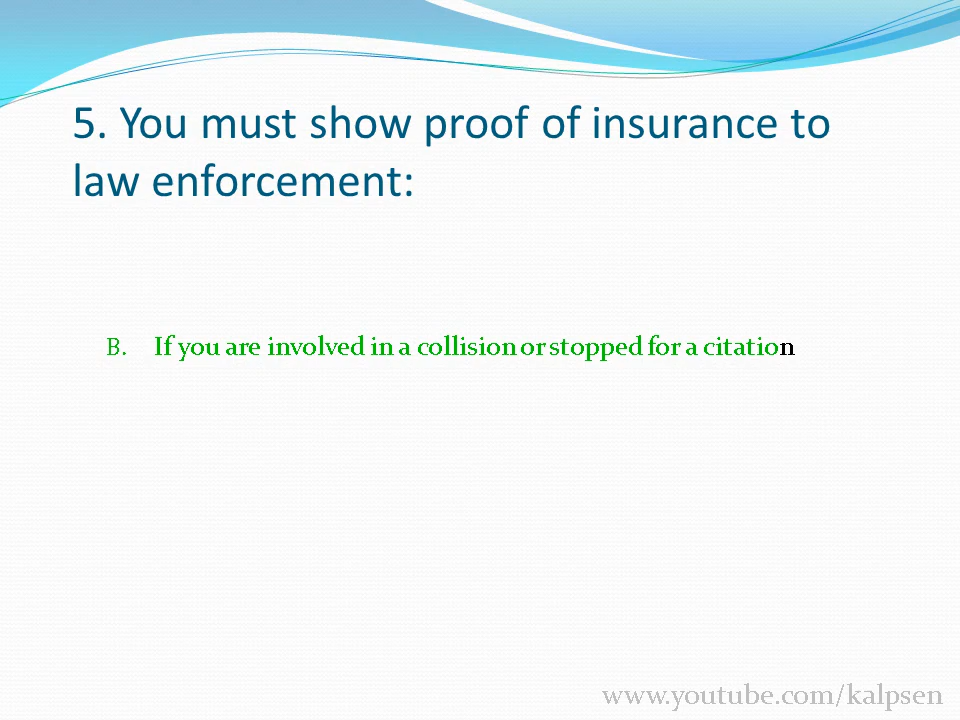 5. You must show proof of insurance to
law enforcement:
B. If you are involved in a collision or stopped for a citation
www.youtube.com/kalpsen